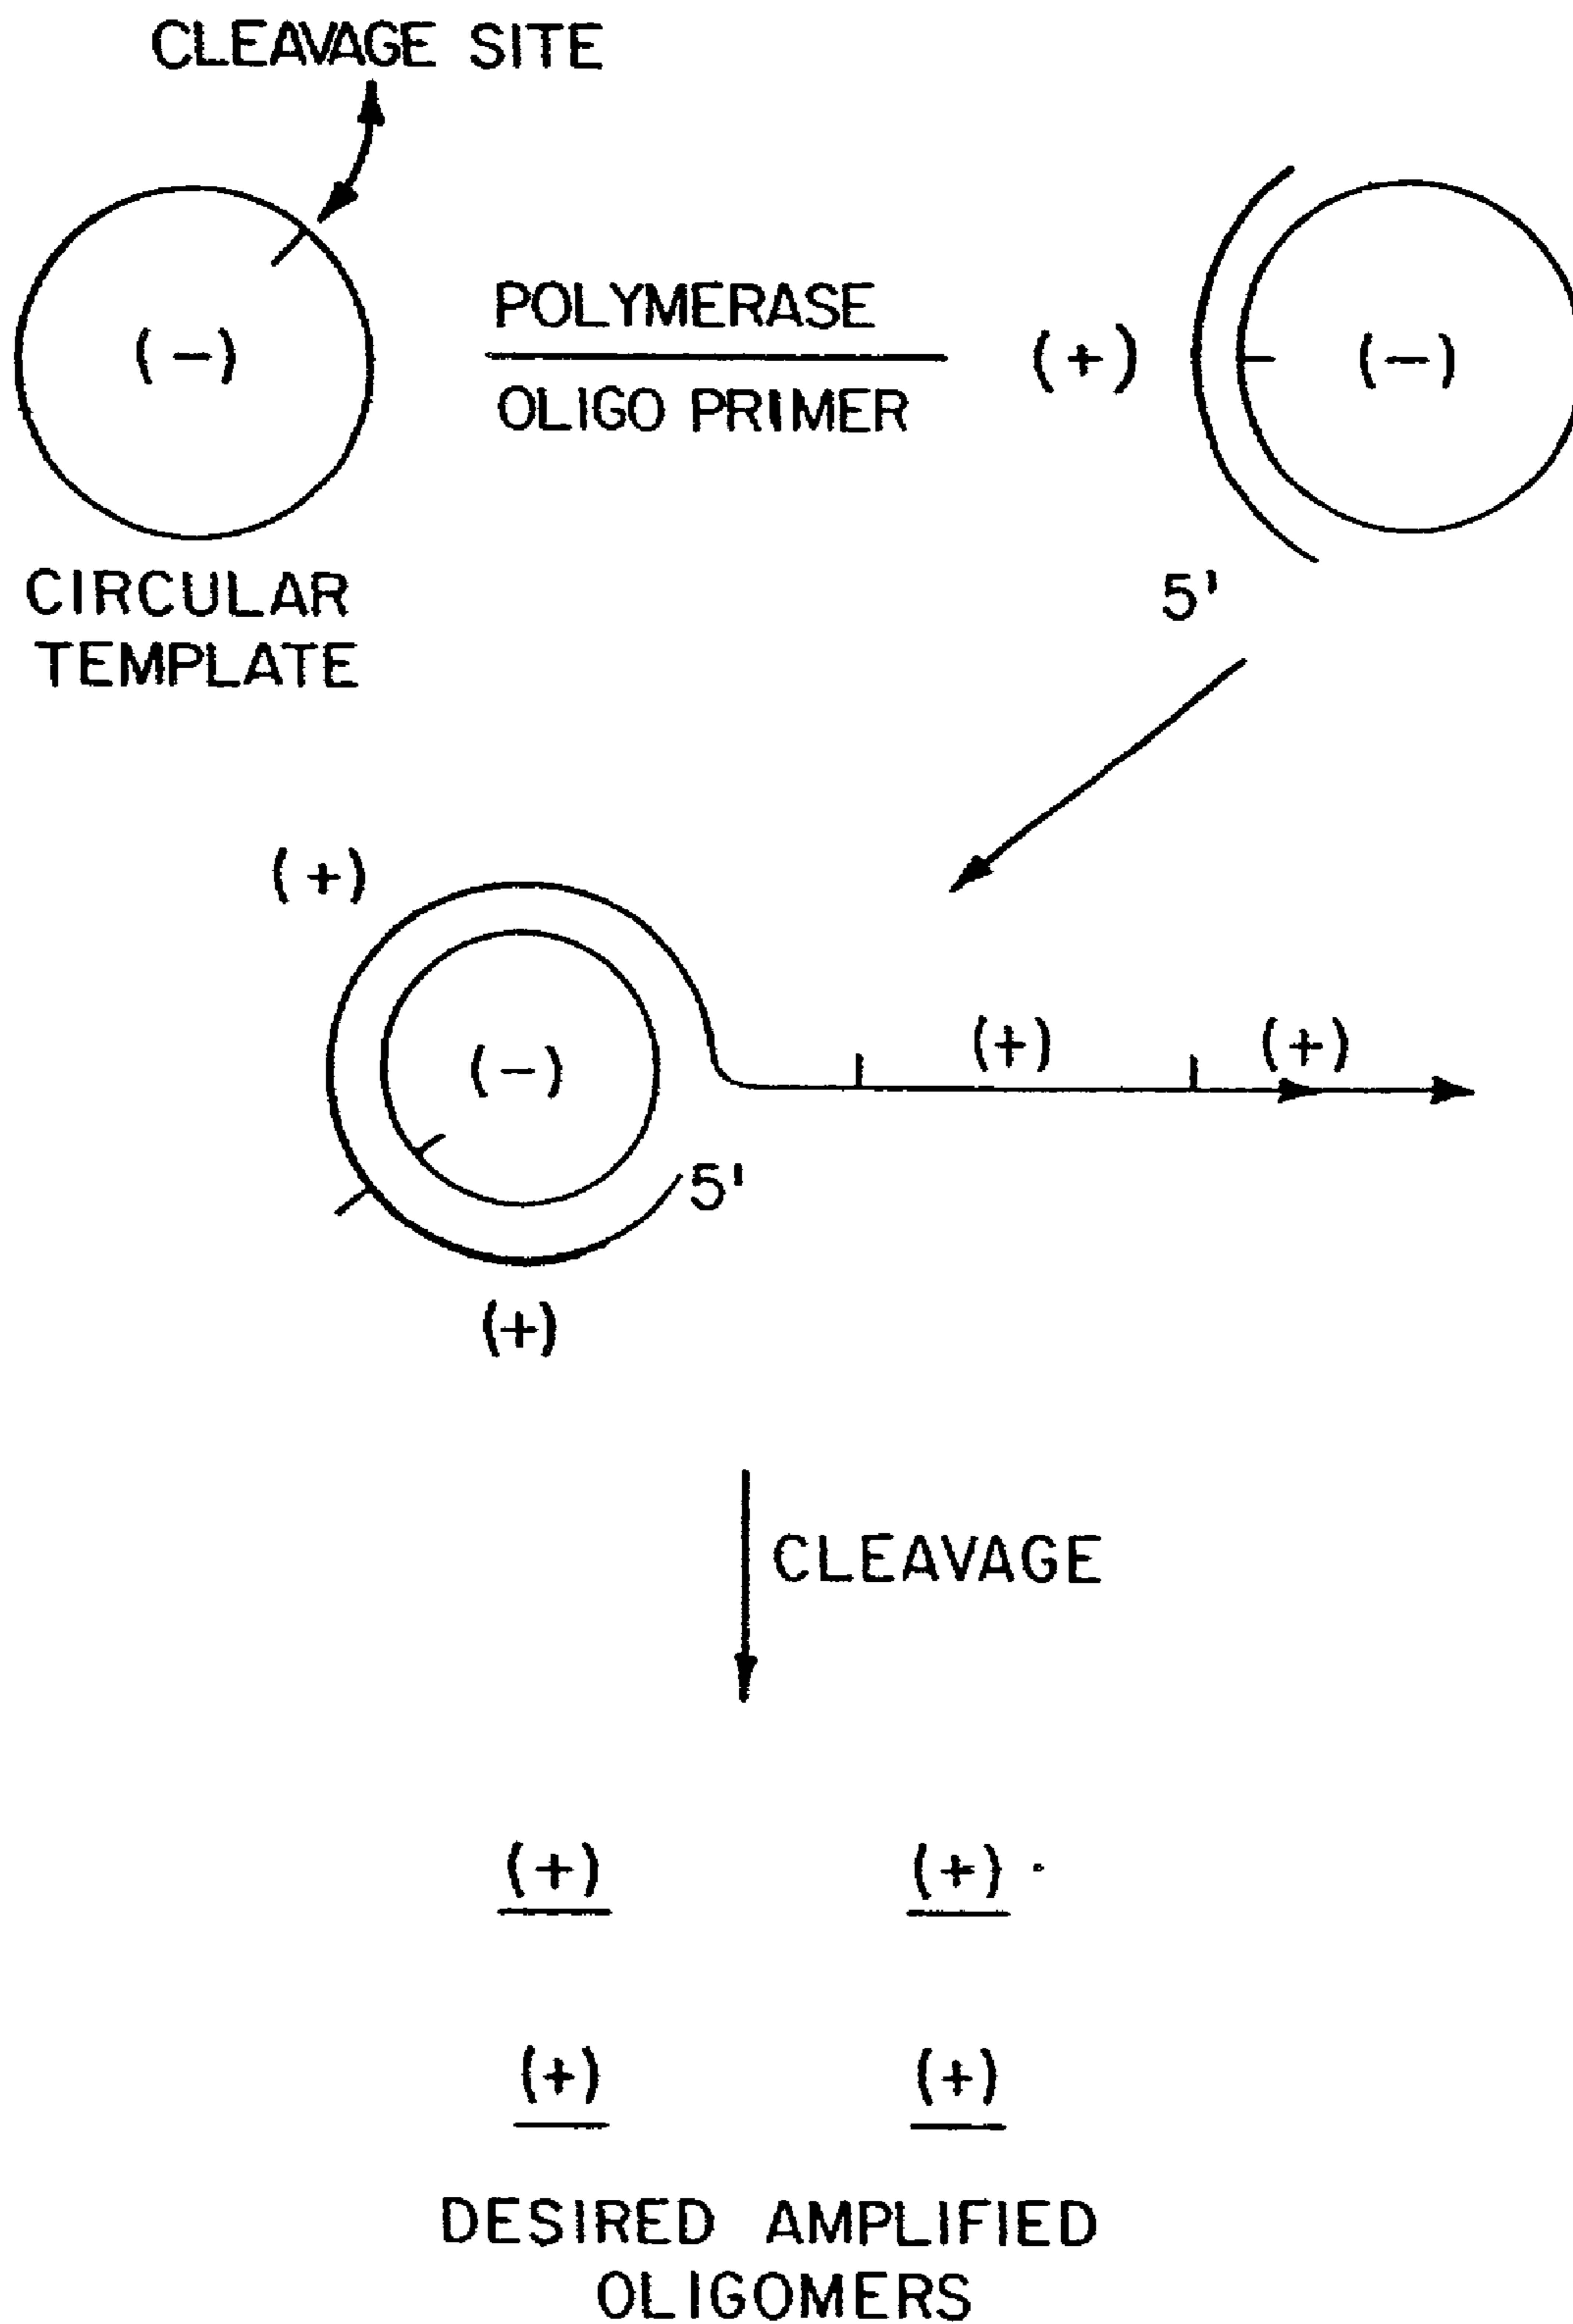 CLEAVAGE SITE
(-)
CIRCULAR
TEMPLATE
POLYMERASE
OLIGO PRIMER
(+)
(-)
5'
(+)
(-)
5'
(+)
(+)
(+)
CLEAVAGE
(+)
(+)
(+)
(+)
DESIRED AMPLIFIED
OLIGOMERS